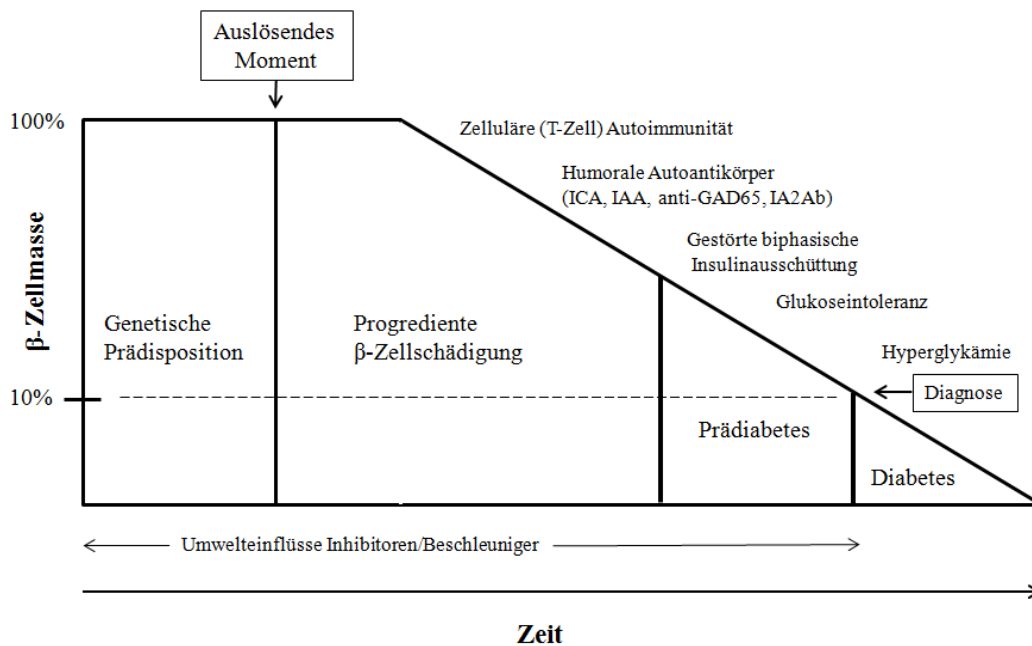 Auslösendes
Moment
100%
Zelluläre (T-Zell) Autoimmunität
Humorale Autoantikörper
(ICA, IAA, anti-GAD65, IA2Ab)
Gestörte biphasische
Insulinausschüttung
Glukoseintoleranz
β-Zellmasse
Genetische
Prädisposition
Progrediente
β-Zellschädigung
Hyperglykämie
10%
Diagnose
Prädiabetes
Diabetes
Umwelteinflüsse Inhibitoren/Beschleuniger
Zeit